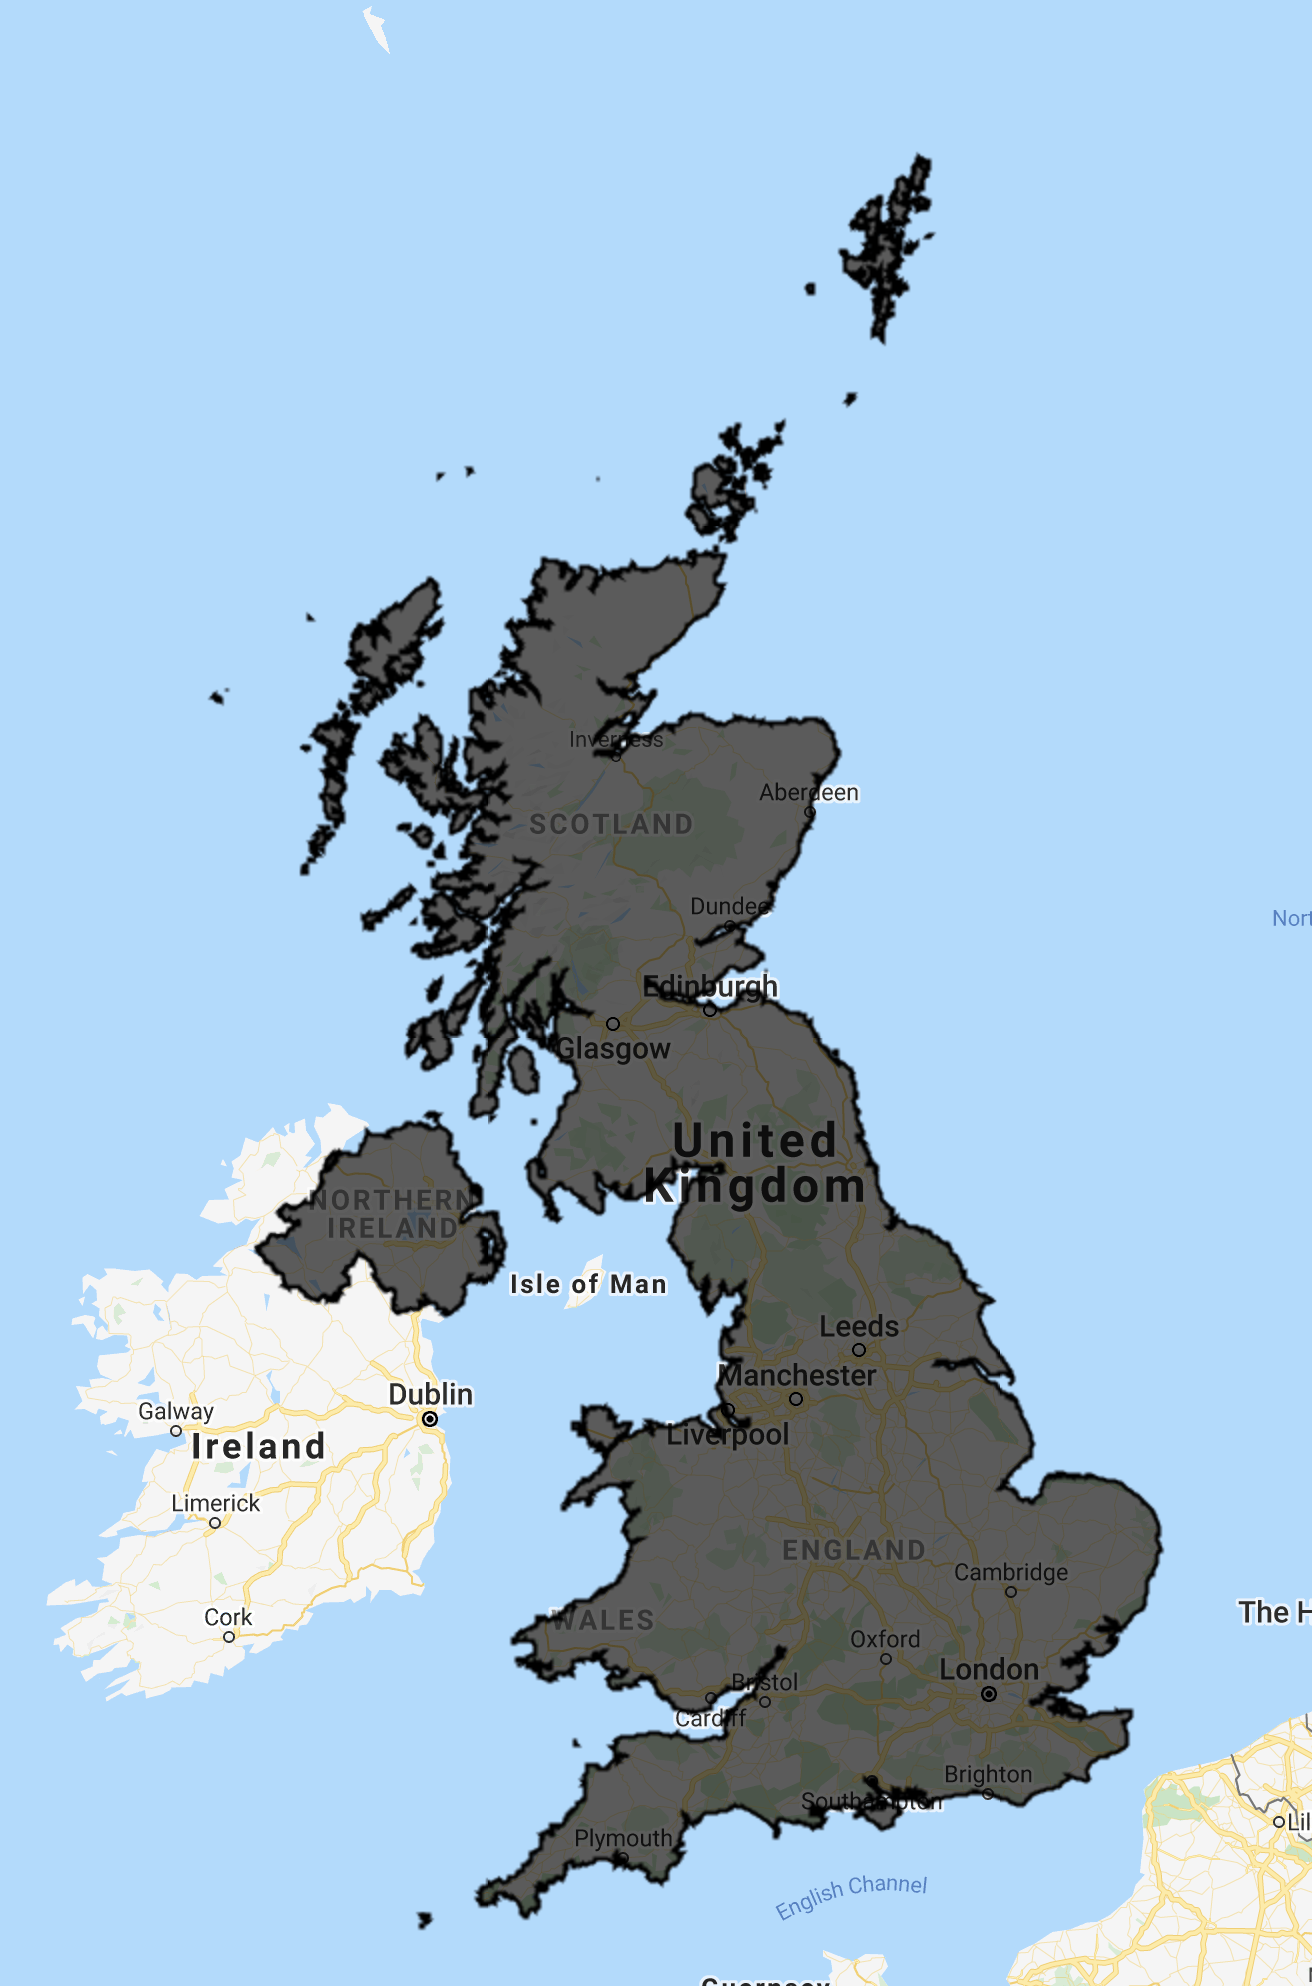 Inverness
Aberdeen
SCOTLAND
Dundee
Nort
Edinburgh
Glasgow
United
Kingdom
NORTHERN
IRELAND
Isle of Man
Leeds
Manchester
Dublin
Galway
Liverpool
Ireland
Limerick
ENGLAND
Cambridge
The H
Cork
WALES
Oxford
London
Bristol
Cardiff
Brighton
Southampton
Lil
Plymouth
English Channel
Guernsey